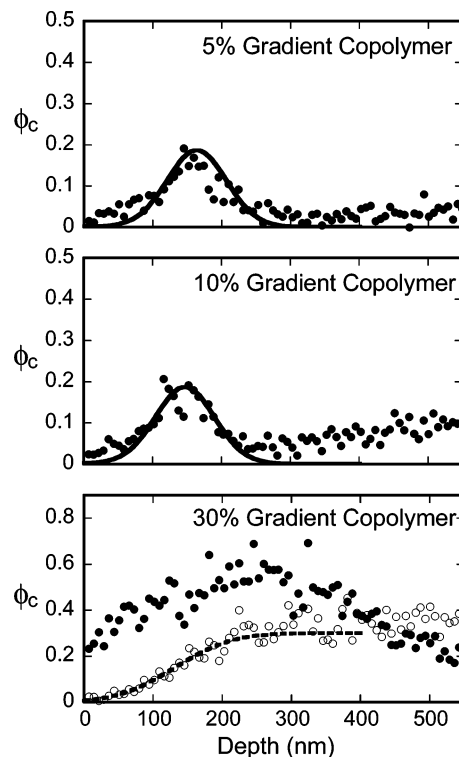 0.5
5% Gradient Copolymer
0.4
0.3
ϕc
0.2
0.1
0
0.5
10% Gradient Copolymer
0.4
0.3
ϕc
0.2
0.1
0
30% Gradient Copolymer
0.8
0.6
ϕc
0.4
0.2
0
0 100 200 300 400 500
Depth (nm)